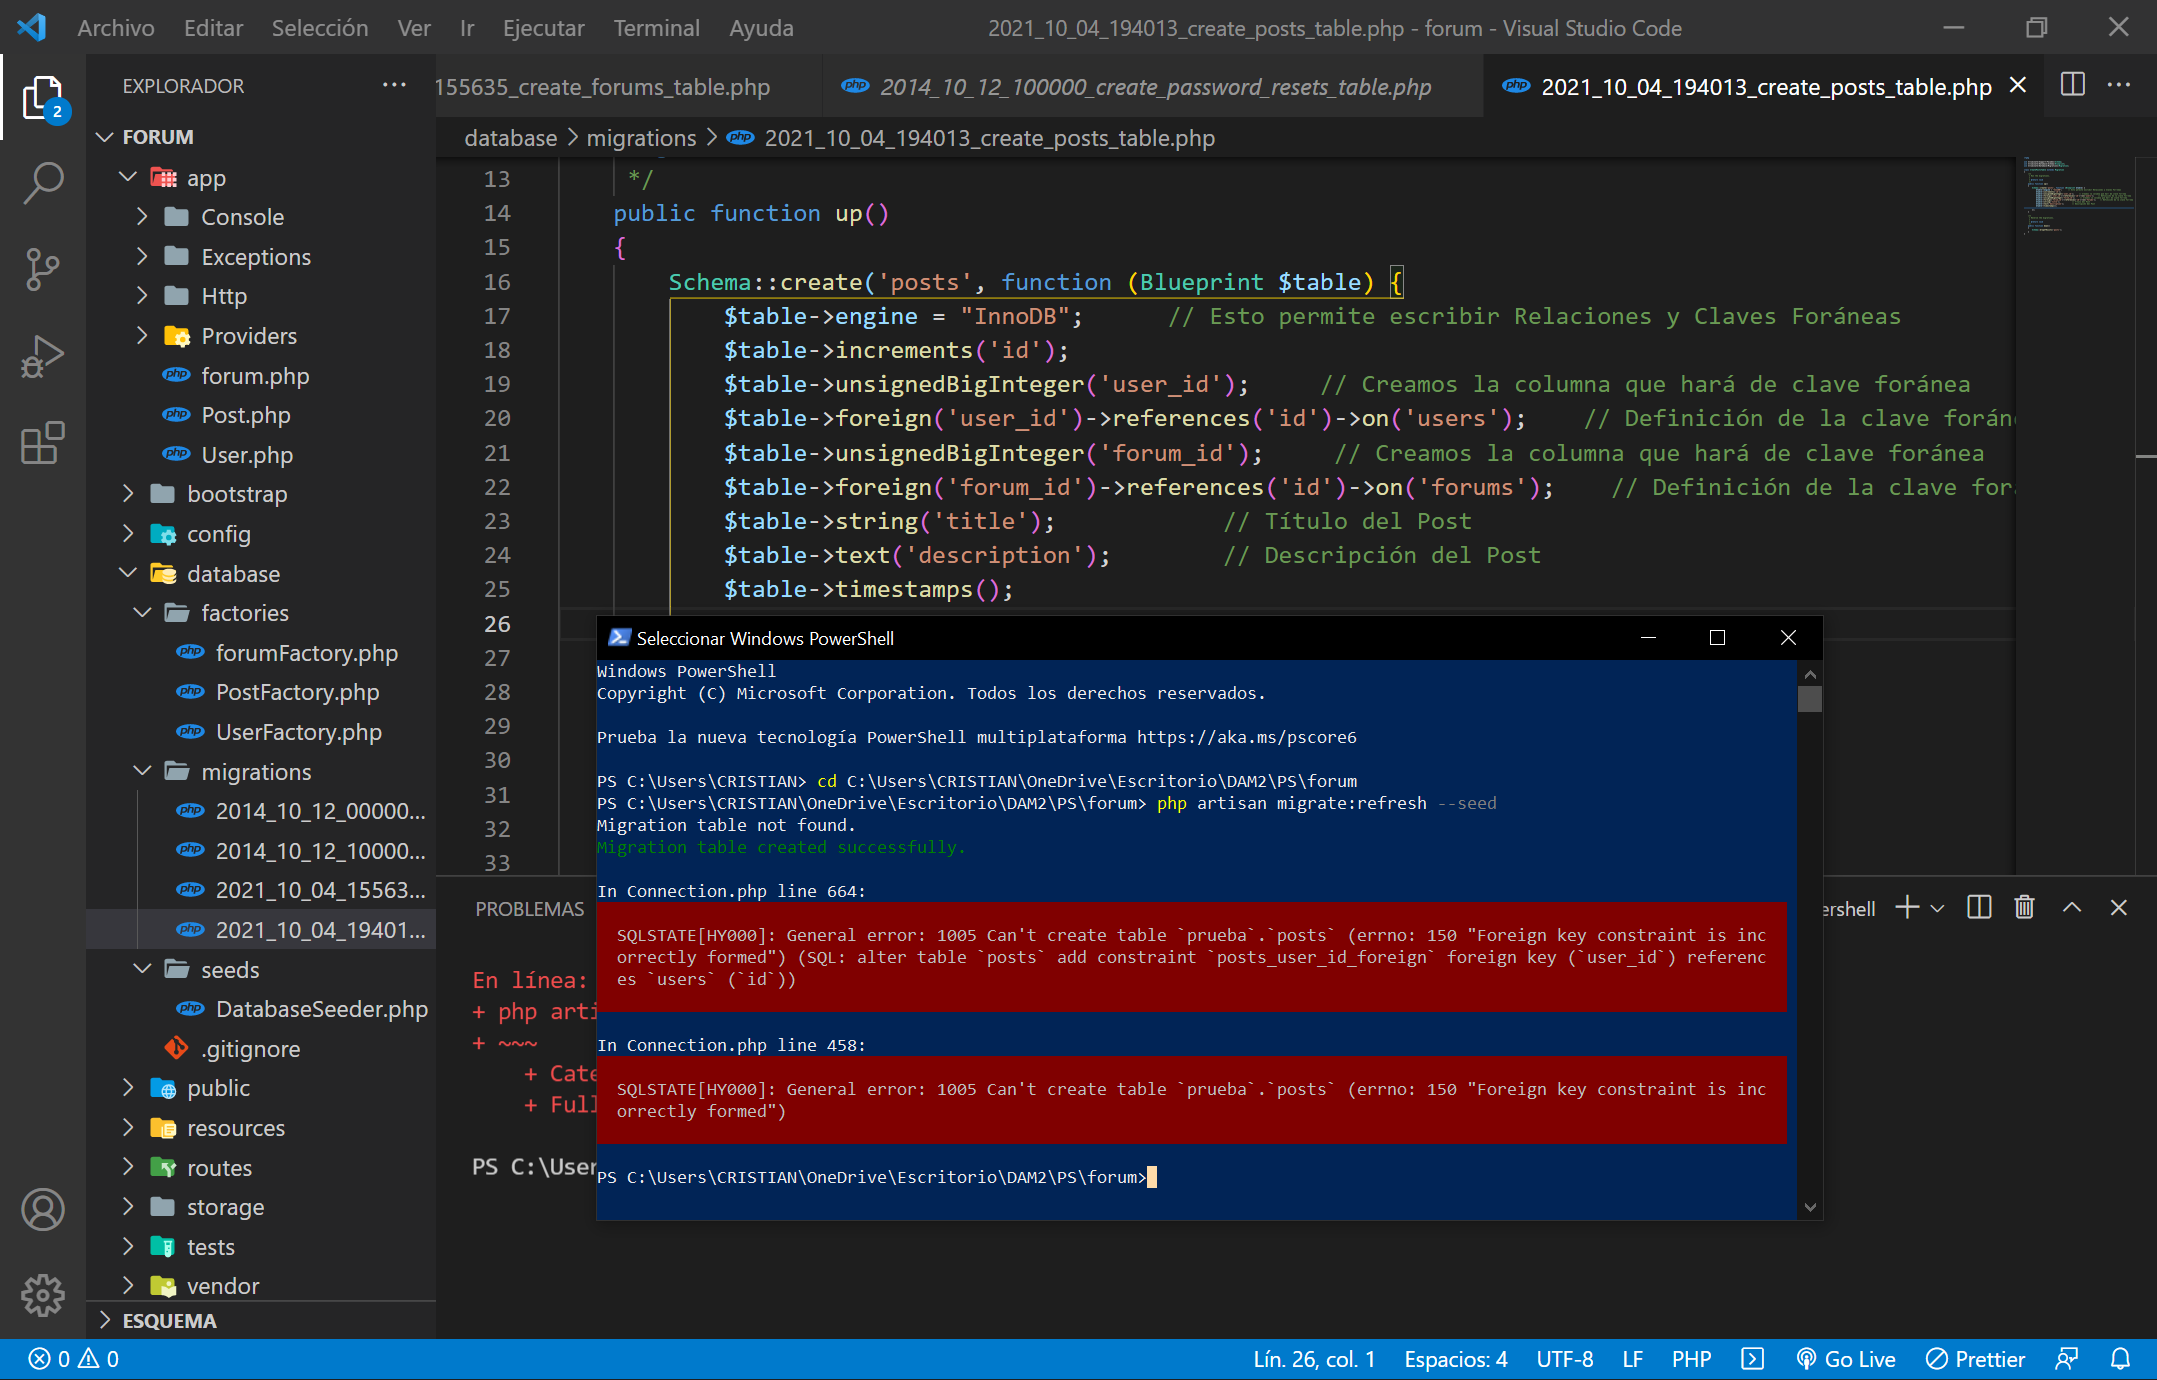 Archivo Editar Selección Ver Ir Ejecutar Terminal Ayuda
2021_10_04_194013_create_posts_table.php - forum - Visual Studio Code
EXPLORADOR
155635_create_forums_table.php
2014_10_12_100000_create_password_resets_table.php
2021_10_04_194013_create_posts_table.php
database > migrations > 2021_10_04_194013_create_posts_table.php
2
FORUM
app
Console
Exceptions
Http
Providers
forum.php
Post.php
User.php
bootstrap
config
database
factories
forumFactory.php
PostFactory.php
UserFactory.php
migrations
2014_10_12_00000...
2014_10_12_10000...
2021_10_04_15563...
2021_10_04_19401...
seeds
DatabaseSeeder.php
.gitignore
public
resources
routes
storage
tests
vendor
ESQUEMA
13 */
14 public function up()
15 {
16 Schema::create('posts', function (Blueprint $table) {
17 $table->engine = "InnoDB"; // Esto permite escribir Relaciones y Claves Foráneas
18 $table->increments('id');
19 $table->unsignedBigInteger('user_id'); // Creamos la columna que hará de clave foránea
20 $table->foreign('user_id')->references('id')->on('users'); // Definición de la clave forán
21 $table->unsignedBigInteger('forum_id'); // Creamos la columna que hará de clave foránea
22 $table->foreign('forum_id')->references('id')->on('forums'); // Definición de la clave for
23 $table->string('title'); // Título del Post
24 $table->text('description'); // Descripción del Post
25 $table->timestamps();
26
27
28
29
30
31
32
33
PROBLEMAS
ershell
En línea:
+ php arti
+ ~~~
+ Cate
+ Full
PS C:\User
Seleccionar Windows PowerShell
Windows PowerShell
Copyright (C) Microsoft Corporation. Todos los derechos reservados.
Prueba la nueva tecnología PowerShell multiplataforma https://aka.ms/pscore6
PS C:\Users\CRISTIAN> cd C:\Users\CRISTIAN\OneDrive\Escritorio\DAM2\PS\forum
PS C:\Users\CRISTIAN\OneDrive\Escritorio\DAM2\PS\forum> php artisan migrate:refresh --seed
Migration table not found.
Migration table created successfully.
In Connection.php line 664:
SQLSTATE[HY000]: General error: 1005 Can't create table `prueba`.`posts` (errno: 150 "Foreign key constraint is inc
orrectly formed") (SQL: alter table `posts` add constraint `posts_user_id_foreign` foreign key (`user_id`) referenc
es `users` (`id`))
In Connection.php line 458:
SQLSTATE[HY000]: General error: 1005 Can't create table `prueba`.`posts` (errno: 150 "Foreign key constraint is inc
orrectly formed")
PS C:\Users\CRISTIAN\OneDrive\Escritorio\DAM2\PS\forum>
0 0
Lín. 26, col. 1 Espacios: 4 UTF-8 LF PHP Go Live Prettier